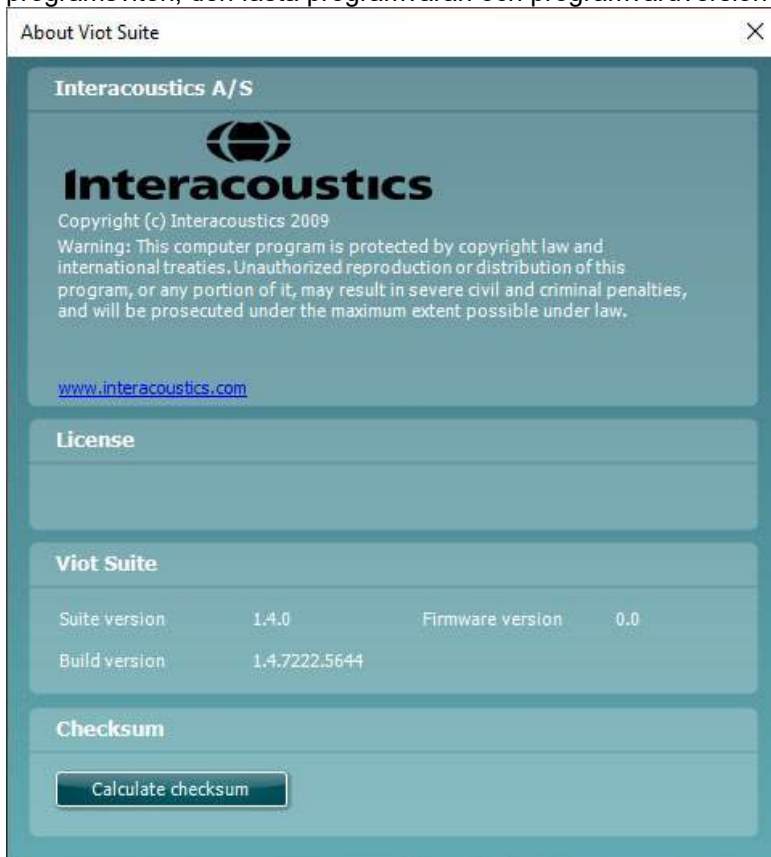 About Viot Suite
Interacoustics A/S
Interacoustics
Copyright (c) Interacoustics 2009
Warning: This computer program is protected by copyright law and
international treaties. Unauthorized reproduction or distribution of this
program, or any portion of it, may result in severe civil and criminal penalties,
and will be prosecuted under the maximum extent possible under law.
www.interacoustics.com
License
Viot Suite
Suite version 1.4.0 Firmware version 0.0
Build version 1.4.7222.5644
Checksum
Calculate checksum